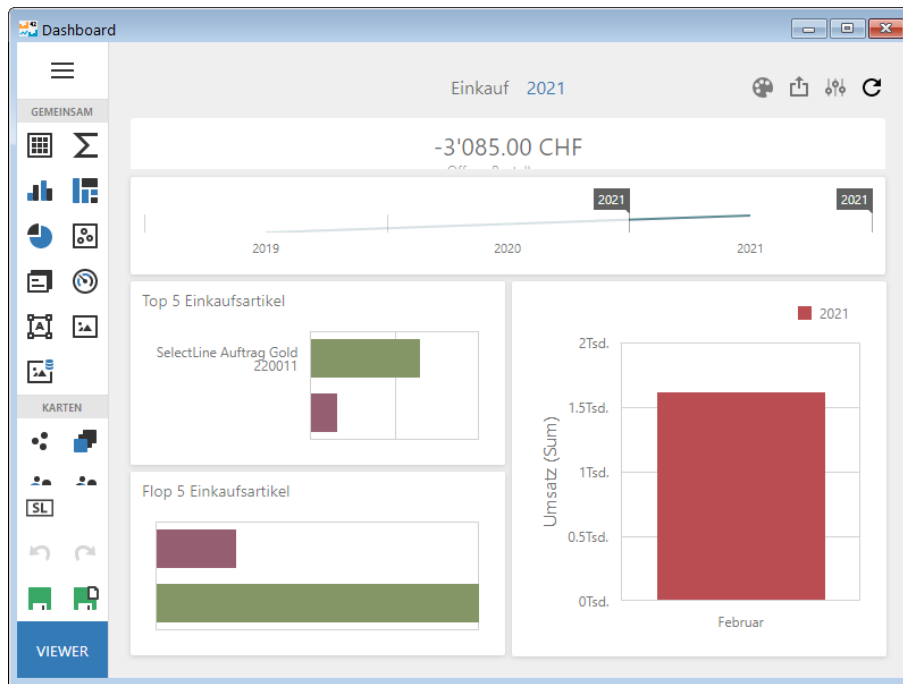 Dashboard
GEMEINSAM
A
KARTEN
SL
VIEWER
Einkauf 2021
-3'085.00 CHF
2021 2021
2019 2020 2021
Top 5 Einkaufsartikel
SelectLine Auftrag Gold
220011
Flop 5 Einkaufsartikel
2021
Umsatz (Sum)
2Tsd.
1.5Tsd.
1Tsd.
0.5Tsd.
0Tsd.
Februar